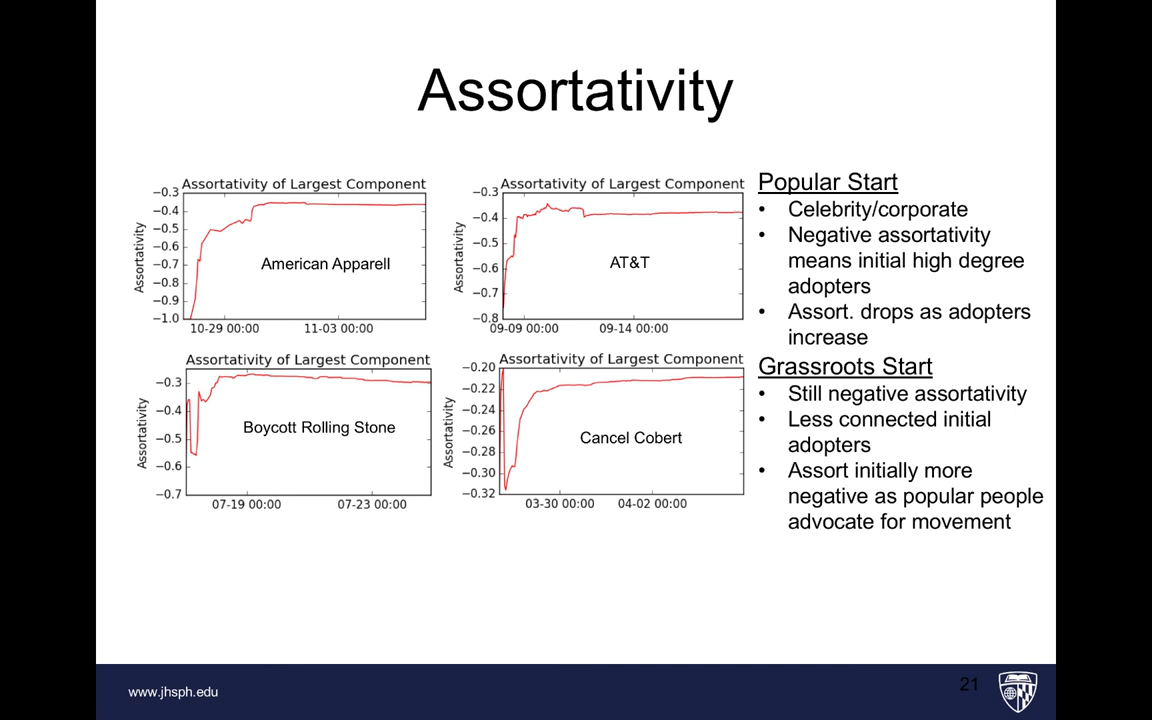 Assortativity
Assortativity of Largest Component
−0.3
−0.4
−0.5
−0.6
−0.7
−0.8
−0.9
−1.0
Assortativity
American Apparell
10-29 00:00
11-03 00:00
Assortativity of Largest Component
−0.3
−0.4
−0.5
−0.6
−0.7
−0.8
Assortativity
AT&T
09-09 00:00
09-14 00:00
Assortativity of Largest Component
−0.3
−0.4
−0.5
−0.6
−0.7
Assortativity
Boycott Rolling Stone
07-19 00:00
07-23 00:00
Assortativity of Largest Component
−0.20
−0.22
−0.24
−0.26
−0.28
−0.30
−0.32
Assortativity
Cancel Cobert
03-30 00:00
04-02 00:00
Popular Start
• Celebrity/corporate
• Negative assortativity
means initial high degree
adopters
• Assort. drops as adopters
increase
Grassroots Start
• Still negative assortativity
• Less connected initial
adopters
• Assort initially more
negative as popular people
advocate for movement
www.jhsph.edu
21